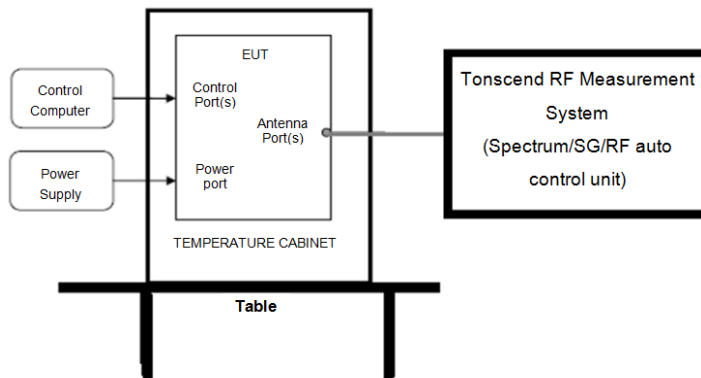 Control
Computer
Power
Supply
EUT
Control
Port(s)
Antenna
Port(s)
Power
port
TEMPERATURE CABINET
Table
Tonscend RF Measurement
System
(Spectrum/SG/RF auto
control unit)